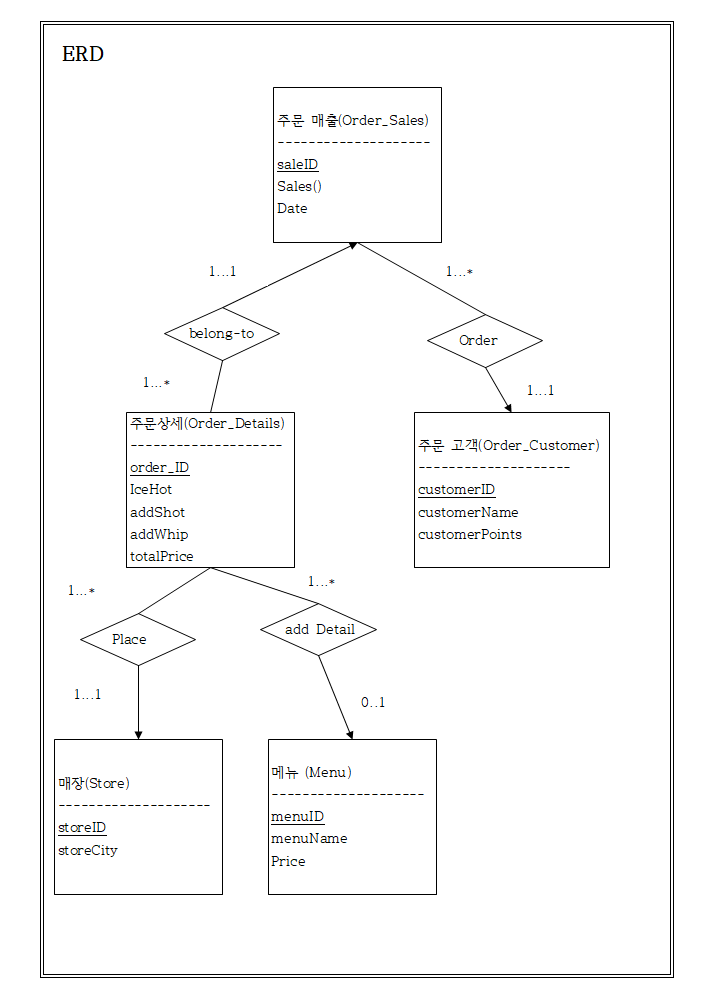 ERD
주문 매출(Order_Sales)
--------------------
saleID
Sales()
Date
1...1
1...*
belong-to
Order
1...*
1...1
주문상세(Order_Details)
--------------------
order_ID
IceHot
addShot
addWhip
totalPrice
주문 고객(Order_Customer)
--------------------
customerID
customerName
customerPoints
1...*
1...*
Place
add Detail
1...1
0..1
매장(Store)
--------------------
storeID
storeCity
메뉴 (Menu)
--------------------
menuID
menuName
Price